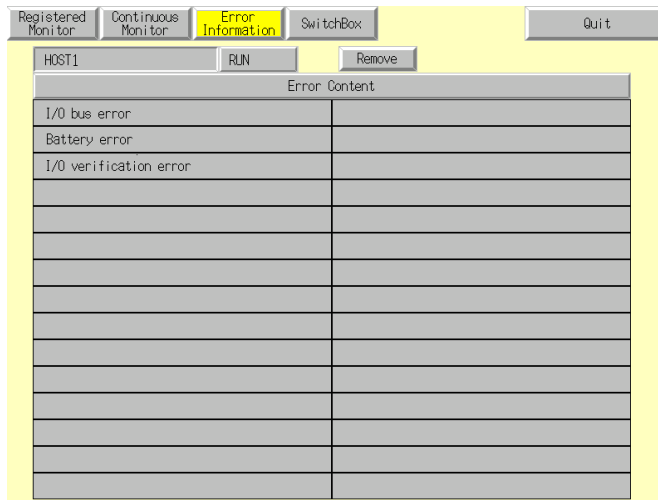 Registered
Monitor
Continuous
Monitor
Error
Information
SwitchBox
Quit
HOST1
RUN
Remove
Error Content
I/O bus error
Battery error
I/O verification error